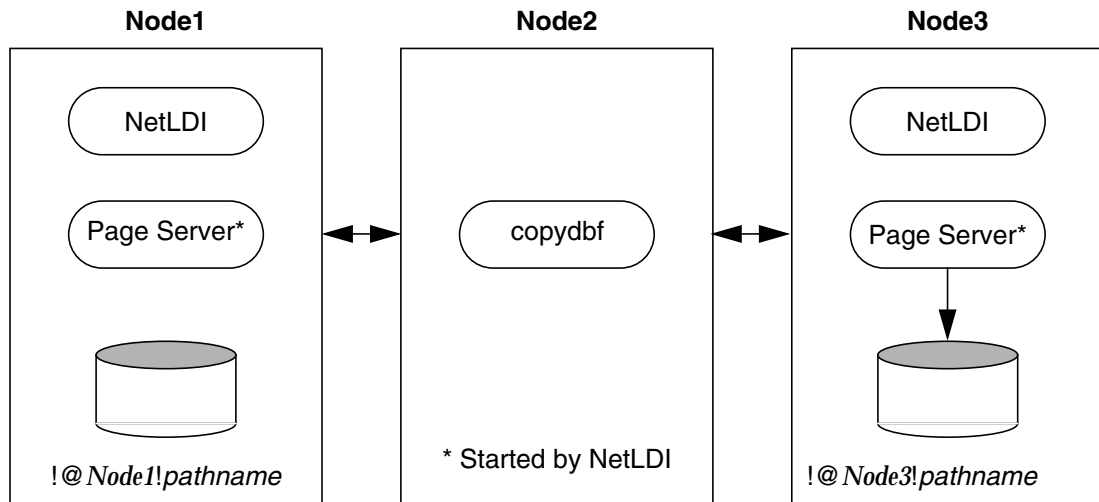 Node1
Node2
Node3
NetLDI
NetLDI
Page Server*
copydbf
Page Server*
* Started by NetLDI
!@Node1!pathname
!@Node3!pathname